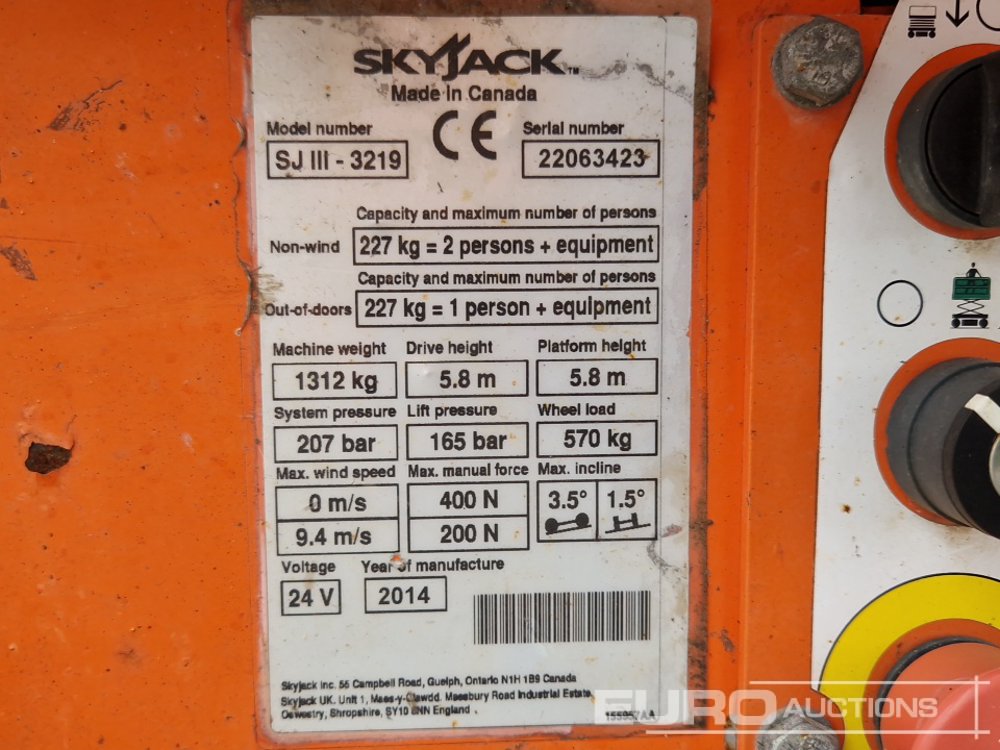 SKYJACK™
Made In Canada
Model number
Serial number
SJ III - 3219
CE
22063423
Capacity and maximum number of persons
Non-wind 227 kg = 2 persons + equipment
Capacity and maximum number of persons
Out-of-doors 227 kg = 1 person + equipment
Machine weight Drive height Platform height
1312 kg 5.8 m 5.8 m
System pressure Lift pressure Wheel load
207 bar 165 bar 570 kg
Max. wind speed Max. manual force Max. incline
0 m/s 400 N 3.5° 1.5°
9.4 m/s 200 N
Voltage Year of manufacture
24 V 2014
Skyjack Inc. 55 Campbell Road, Guelph, Ontario N1H 1B9 Canada
Skyjack UK. Unit 1, Maes-y-Clawdd. Maesbury Road Industrial Estate
Oswestry, Shropshire, SY10 8NN England
155957AA
EURO AUCTIONS